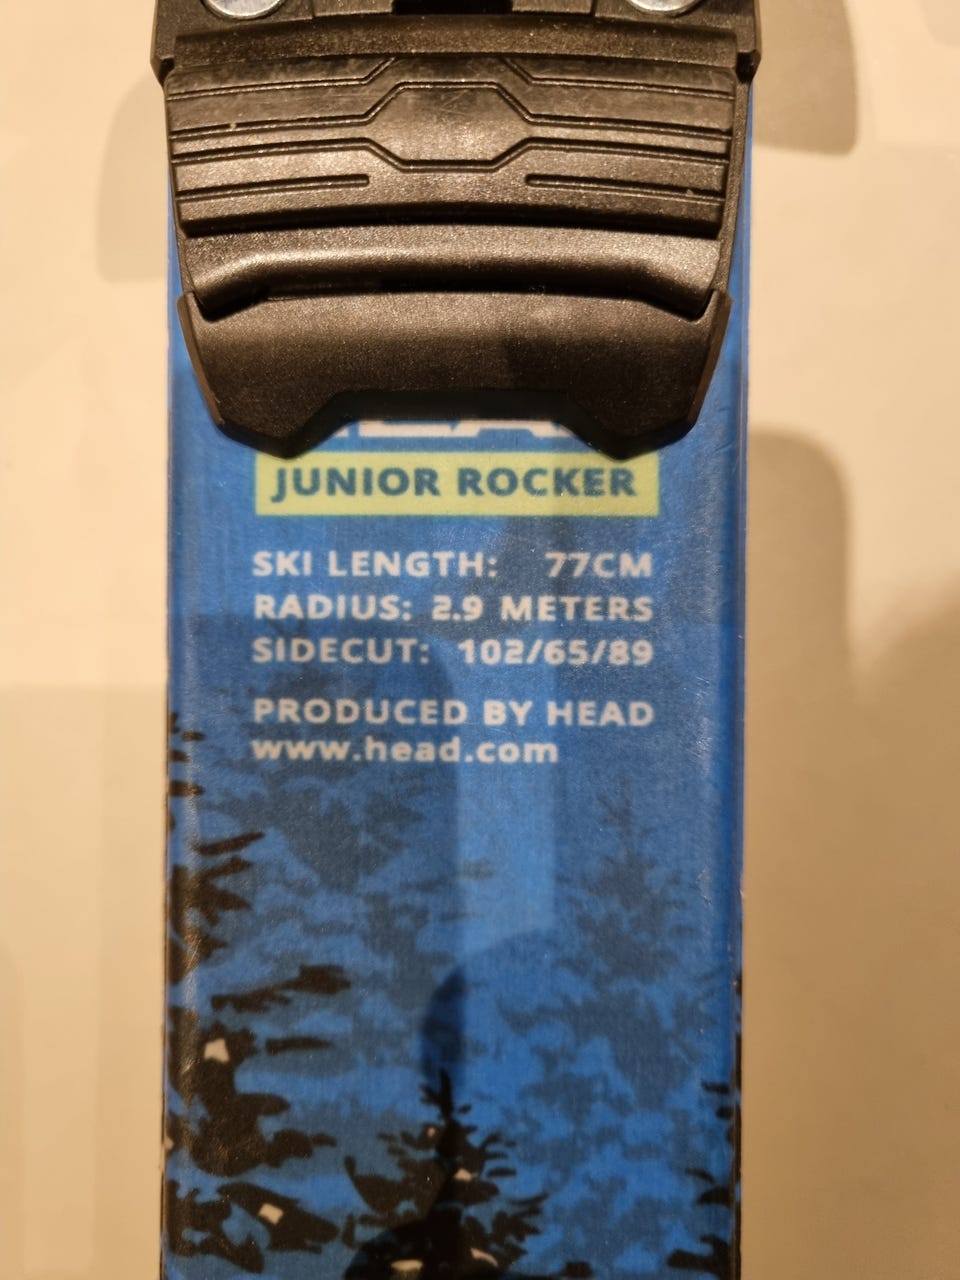 JUNIOR ROCKER
SKI LENGTH: 77CM
RADIUS: 2.9 METERS
SIDECUT: 102/65/89
PRODUCED BY HEAD
www.head.com